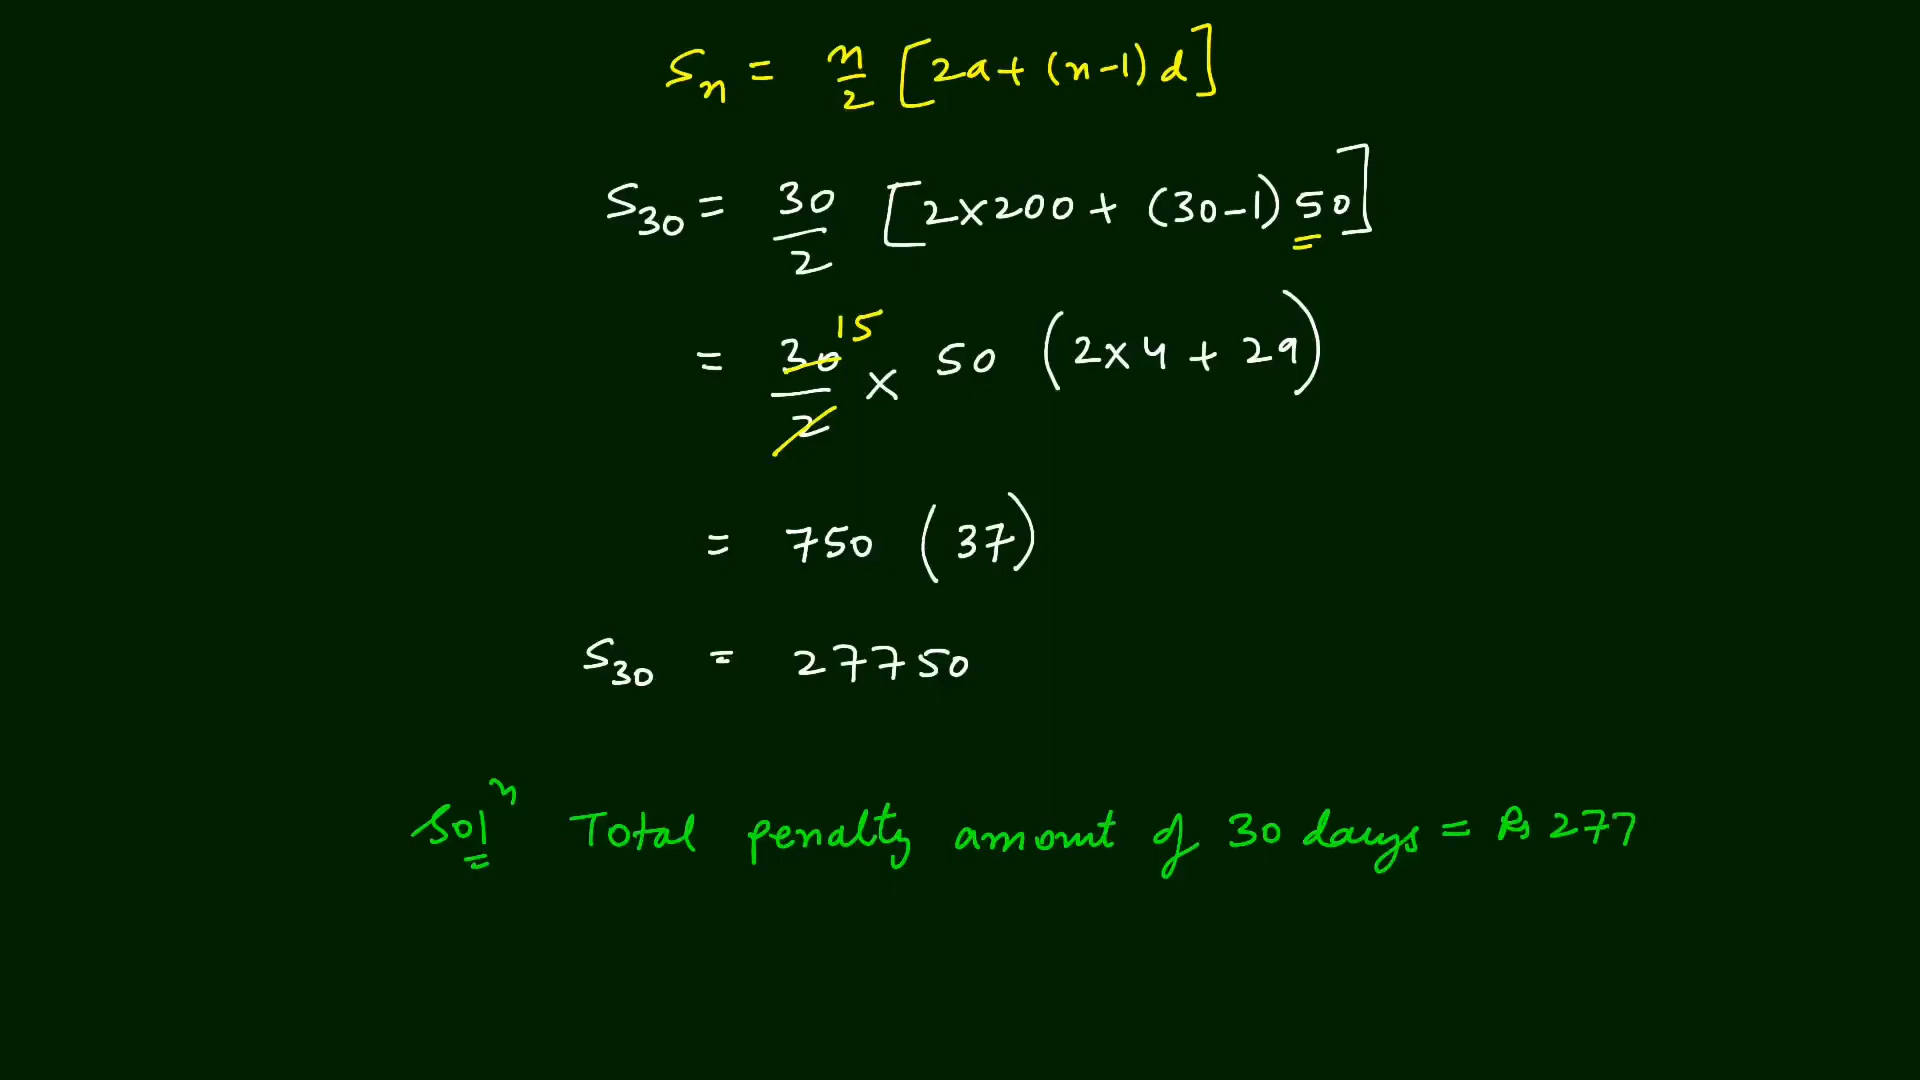 Sn = n/2 [2a + (n-1) d]
S30 = 30/2 [2×200 + (30-1) 50]
= 30/2 15 × 50 (2×4 + 29)
= 750 (37)
S30 = 27750
Solⁿ Total penalty amount of 30 days = Rs 277